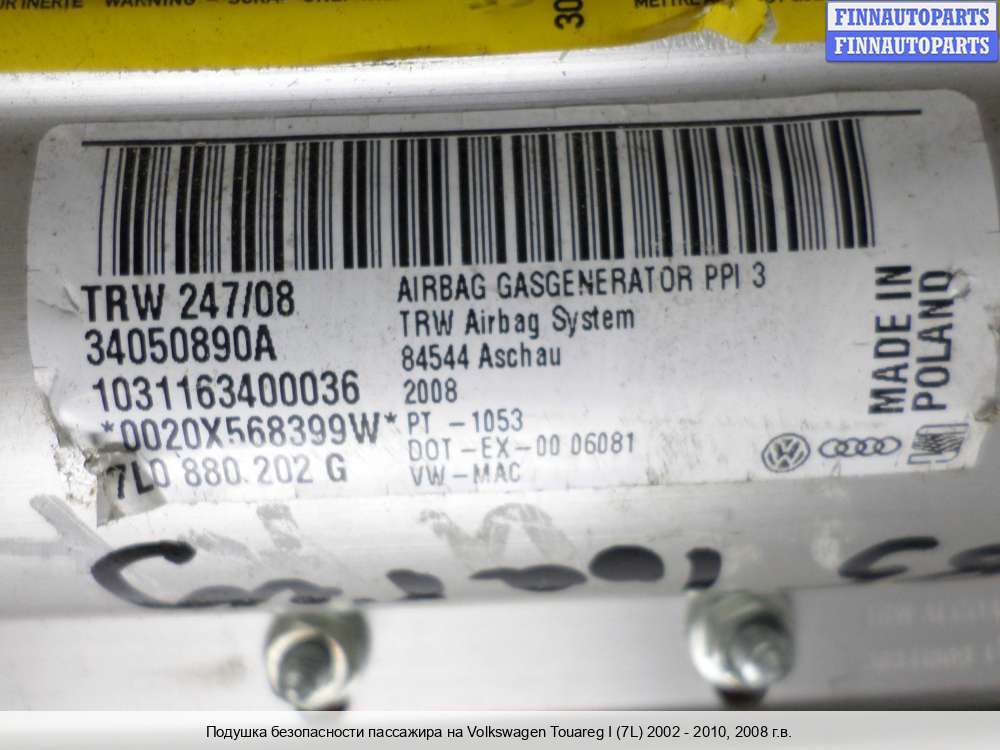 WARNING
FINNAUTOPARTS
FINNAUTOPARTS
TRW 247/08
34050890A
1031163400036
*0020X568399W*
7L0 880.202 G
AIRBAG GASGENERATOR PPI 3
TRW Airbag System
84544 Aschau
2008
PT -1053
DOT-EX-00 06081
VW-MAC
MADE IN
POLAND
Подушка безопасности пассажира на Volkswagen Touareg I (7L) 2002 - 2010, 2008 г.в.